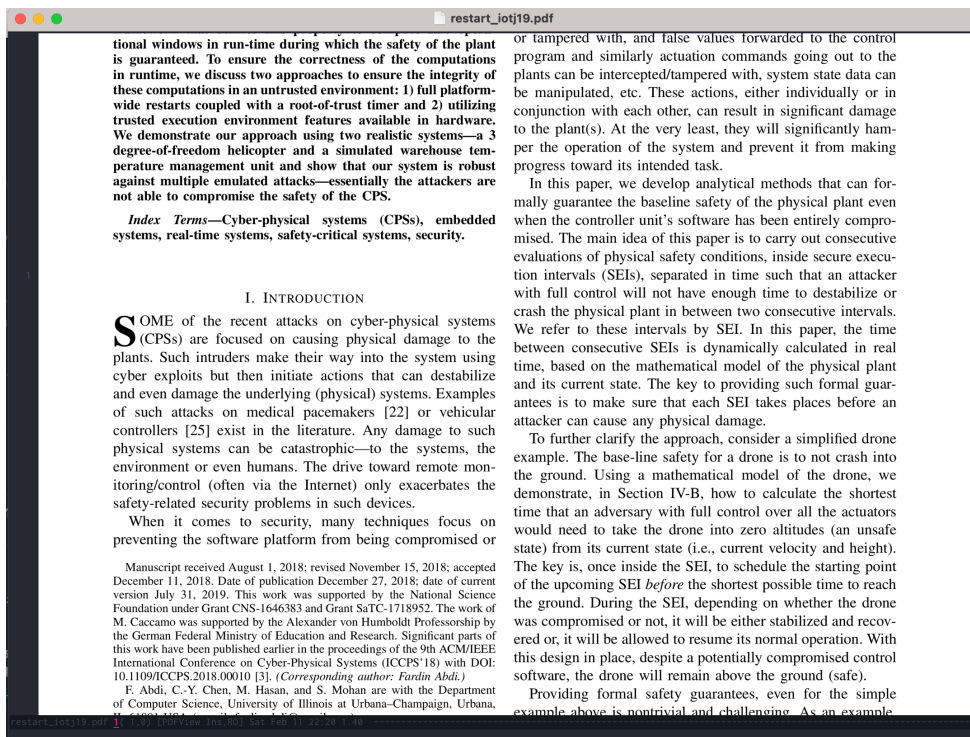 restart_iotj19.pdf
tional windows in run-time during which the safety of the plant
is guaranteed. To ensure the correctness of the computations
in runtime, we discuss two approaches to ensure the integrity of
these computations in an untrusted environment: 1) full platform-
wide restarts coupled with a root-of-trust timer and 2) utilizing
trusted execution environment features available in hardware.
We demonstrate our approach using two realistic systems—a 3
degree-of-freedom helicopter and a simulated warehouse tem-
perature management unit and show that our system is robust
against multiple emulated attacks—essentially the attackers are
not able to compromise the safety of the CPS.
Index Terms—Cyber-physical systems (CPSs), embedded
systems, real-time systems, safety-critical systems, security.
1
I. INTRODUCTION
SOME of the recent attacks on cyber-physical systems
(CPSs) are focused on causing physical damage to the
plants. Such intruders make their way into the system using
cyber exploits but then initiate actions that can destabilize
and even damage the underlying (physical) systems. Examples
of such attacks on medical pacemakers [22] or vehicular
controllers [25] exist in the literature. Any damage to such
physical systems can be catastrophic—to the systems, the
environment or even humans. The drive toward remote mon-
itoring/control (often via the Internet) only exacerbates the
safety-related security problems in such devices.
When it comes to security, many techniques focus on
preventing the software platform from being compromised or
Manuscript received August 1, 2018; revised November 15, 2018; accepted
December 11, 2018. Date of publication December 27, 2018; date of current
version July 31, 2019. This work was supported by the National Science
Foundation under Grant CNS-1646383 and Grant SaTC-1718952. The work of
M. Caccamo was supported by the Alexander von Humboldt Professorship by
the German Federal Ministry of Education and Research. Significant parts of
this work have been published earlier in the proceedings of the 9th ACM/IEEE
International Conference on Cyber-Physical Systems (ICCPS'18) with DOI:
10.1109/ICCPS.2018.00010 [3]. (Corresponding author: Fardin Abdi.)
F. Abdi, C.-Y. Chen, M. Hasan, and S. Mohan are with the Department
of Computer Science, University of Illinois at Urbana–Champaign, Urbana,
or tampered with, and false values forwarded to the control
program and similarly actuation commands going out to the
plants can be intercepted/tampered with, system state data can
be manipulated, etc. These actions, either individually or in
conjunction with each other, can result in significant damage
to the plant(s). At the very least, they will significantly ham-
per the operation of the system and prevent it from making
progress toward its intended task.
In this paper, we develop analytical methods that can for-
mally guarantee the baseline safety of the physical plant even
when the controller unit's software has been entirely compro-
mised. The main idea of this paper is to carry out consecutive
evaluations of physical safety conditions, inside secure execu-
tion intervals (SEIs), separated in time such that an attacker
with full control will not have enough time to destabilize or
crash the physical plant in between two consecutive intervals.
We refer to these intervals by SEI. In this paper, the time
between consecutive SEIs is dynamically calculated in real
time, based on the mathematical model of the physical plant
and its current state. The key to providing such formal guar-
antees is to make sure that each SEI takes places before an
attacker can cause any physical damage.
To further clarify the approach, consider a simplified drone
example. The base-line safety for a drone is to not crash into
the ground. Using a mathematical model of the drone, we
demonstrate, in Section IV-B, how to calculate the shortest
time that an adversary with full control over all the actuators
would need to take the drone into zero altitudes (an unsafe
state) from its current state (i.e., current velocity and height).
The key is, once inside the SEI, to schedule the starting point
of the upcoming SEI before the shortest possible time to reach
the ground. During the SEI, depending on whether the drone
was compromised or not, it will be either stabilized and recov-
ered or, it will be allowed to resume its normal operation. With
this design in place, despite a potentially compromised control
software, the drone will remain above the ground (safe).
Providing formal safety guarantees, even for the simple
example above is nontrivial and challenging. As an example,
restart_iotj19.pdf 1( 1,0) [PDFView Ins,RO] Sat Feb 11 22:20 1.40